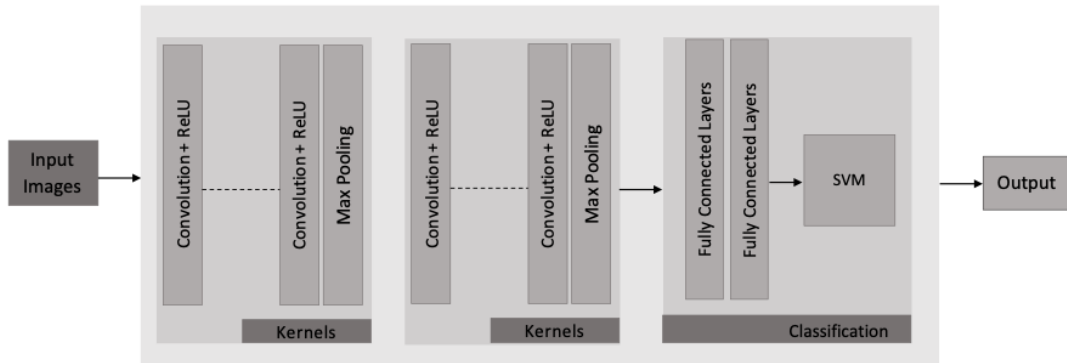 Input
Images
Convolution + ReLU
Convolution + ReLU
Max Pooling
Kernels
Convolution + ReLU
Convolution + ReLU
Max Pooling
Kernels
Fully Connected Layers
Fully Connected Layers
SVM
Classification
Output